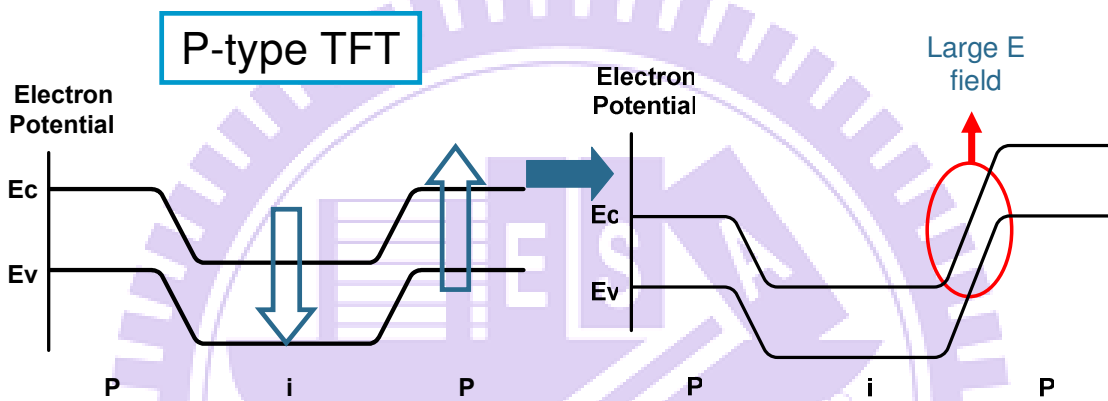 P-type TFT
Electron
Potential
Ec
Ev
P
i
P
Electron
Potential
Large E
field
Ec
Ev
P
i
P
E S A